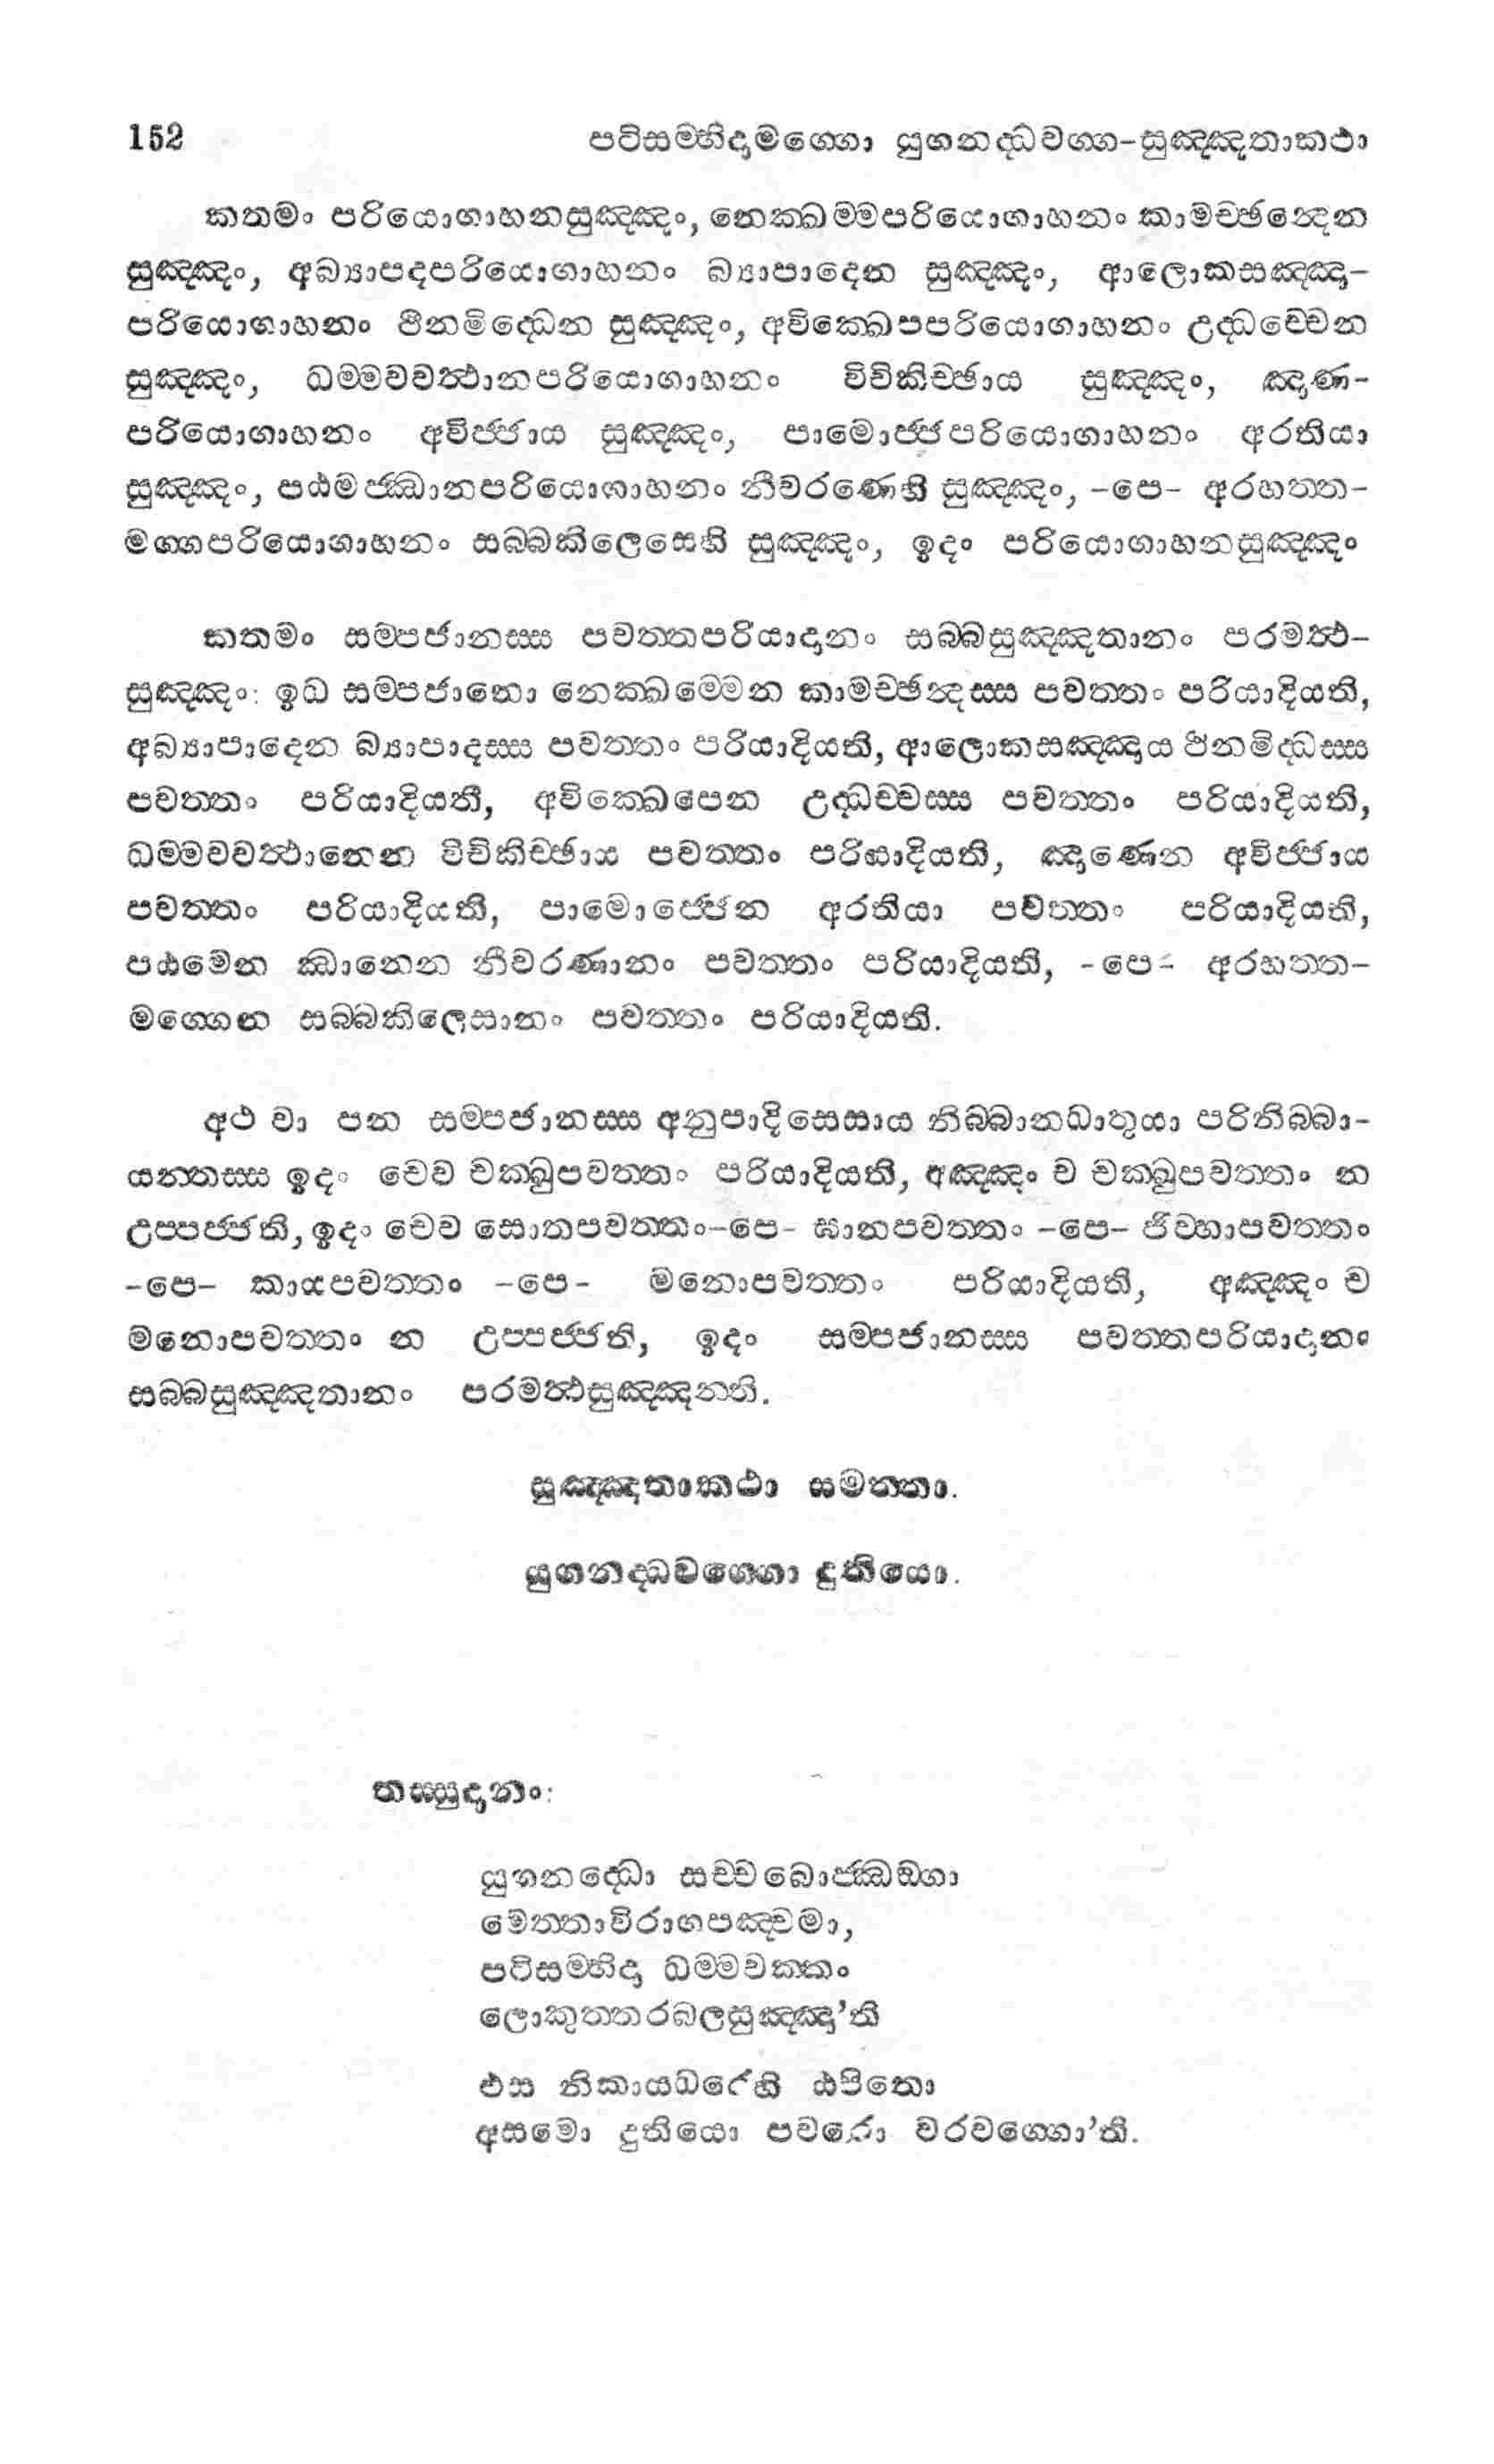 152 පටිසම්භිදාමග්ගො යුගනද්ධවග්ග-සුඤ්ඤතාකථා
කතමං පරියොගාහනසුඤ්ඤං, නෙක්ඛම්මපරියොගාහනං කාමච්ඡන්දෙන
සුඤ්ඤං, අබ්‍යාපදපරියොගාහනං බ්‍යාපාදෙන සුඤ්ඤං, ආලොකසඤ්ඤා-
පරියොගාහනං ථීනමිද්ධෙන සුඤ්ඤං, අවික්ඛෙපපරියොගාහනං උද්ධච්චෙන
සුඤ්ඤං, ධම්මවවත්ථානපරියොගාහනං විචිකිච්ඡාය සුඤ්ඤං, ඤාණ-
පරියොගාහනං අවිජ්ජාය සුඤ්ඤං, පාමොජ්ජපරියොගාහනං අරතියා
සුඤ්ඤං, පඨමජ්ඣානපරියොගාහනං නීවරණෙහි සුඤ්ඤං, -පෙ- අරහත්ත-
මග්ගපරියොගාහනං සබ්බකිලෙසෙහි සුඤ්ඤං, ඉදං පරියොගාහනසුඤ්ඤං
කතමං සම්පජානස්ස පවත්තපරියාදානං සබ්බසුඤ්ඤතානං පරමත්ථ-
සුඤ්ඤං: ඉධ සම්පජානො නෙක්ඛම්මෙන කාමච්ඡන්දස්ස පවත්තං පරියාදියති,
අබ්‍යාපාදෙන බ්‍යාපාදස්ස පවත්තං පරියාදියති, ආලොකසඤ්ඤාය ථිනමිද්ධස්ස
පවත්තං පරියාදියතී, අවික්ඛෙපෙන උද්ධච්චස්ස පවත්තං පරියාදියති,
ධම්මවවත්ථානෙන විචිකිච්ඡාය පවත්තං පරියාදියති, ඤාණෙන අවිජ්ජාය
පවත්තං පරියාදියති, පාමොජ්ජෙන අරතියා පවත්තං පරියාදියති,
පඨමෙන ඣානෙන නීවරණානං පවත්තං පරියාදියති, -පෙ- අරහත්ත-
මග්ගෙන සබ්බකිලෙසානං පවත්තං පරියාදියති.
අථ වා පන සම්පජානස්ස අනුපාදිසෙසාය නිබ්බානධාතුයා පරිනිබ්බා-
යන්තස්ස ඉදං චෙව චක්ඛුපවත්තං පරියාදියති, අඤ්ඤං ච චක්ඛුපවත්තං න
උප්පජ්ජති, ඉදං චෙව සොතපවත්තං-පෙ- ඝානපවත්තං -පෙ- ජිව්හාපවත්තං
-පෙ- කායපවත්තං -පෙ- මනොපවත්තං පරියාදියති, අඤ්ඤං ච
මනොපවත්තං න උප්පජ්ජති, ඉදං සම්පජානස්ස පවත්තපරියාදානං
සබ්බසුඤ්ඤතානං පරමත්ථසුඤ්ඤන්ති.
සුඤ්ඤතාකථා සමත්තා.
යුගනද්ධවග්ගො දුතියො.
තස්සුද්දානං:
යුගනද්ධො සච්චබොජ්ඣඞ්ගා
මෙත්තාවිරාගපඤ්චමා,
පටිසම්භිදා ධම්මචක්කං
ලොකුත්තරබලසුඤ්ඤා'ති
එස නිකායධරෙහි ඨපිතො
අසමො දුතියො පවරො වරවග්ගො'ති.